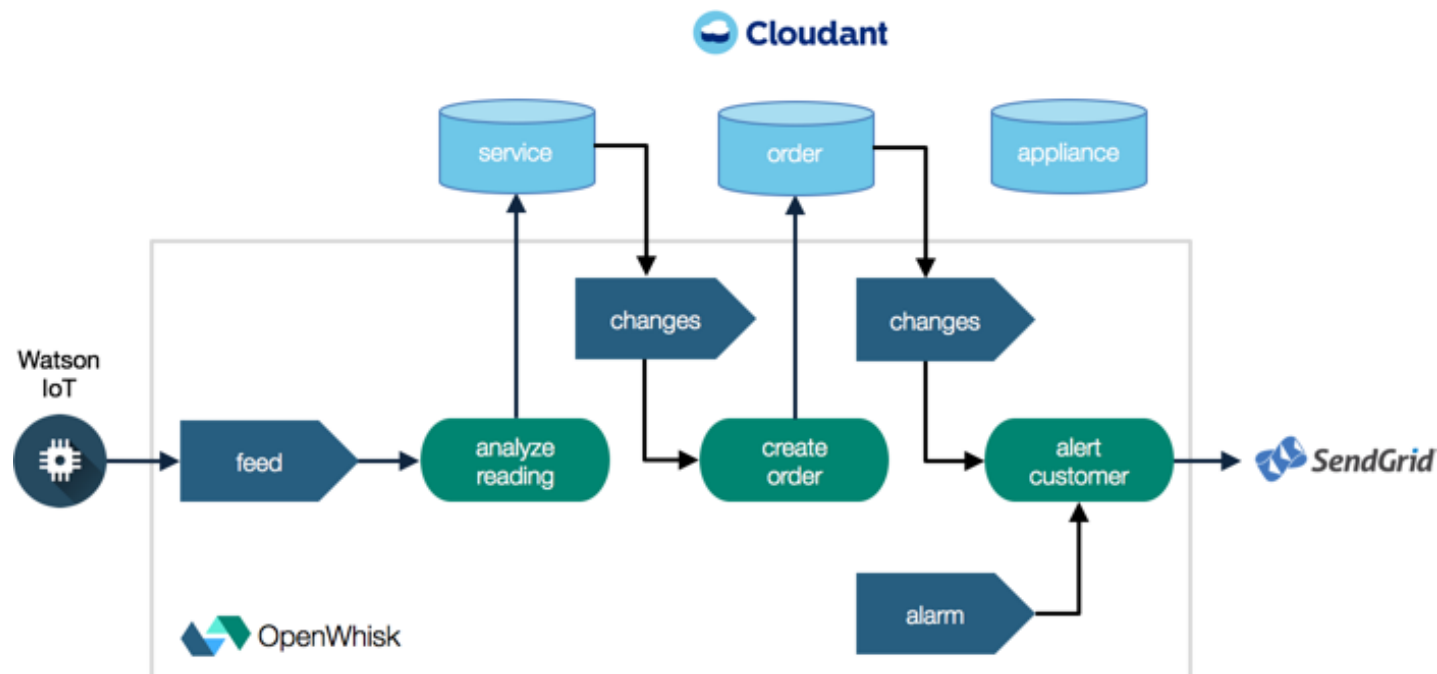 Cloudant
service
order
appliance
changes
changes
Watson
IoT
feed
analyze
reading
create
order
alert
customer
SendGrid
alarm
OpenWhisk